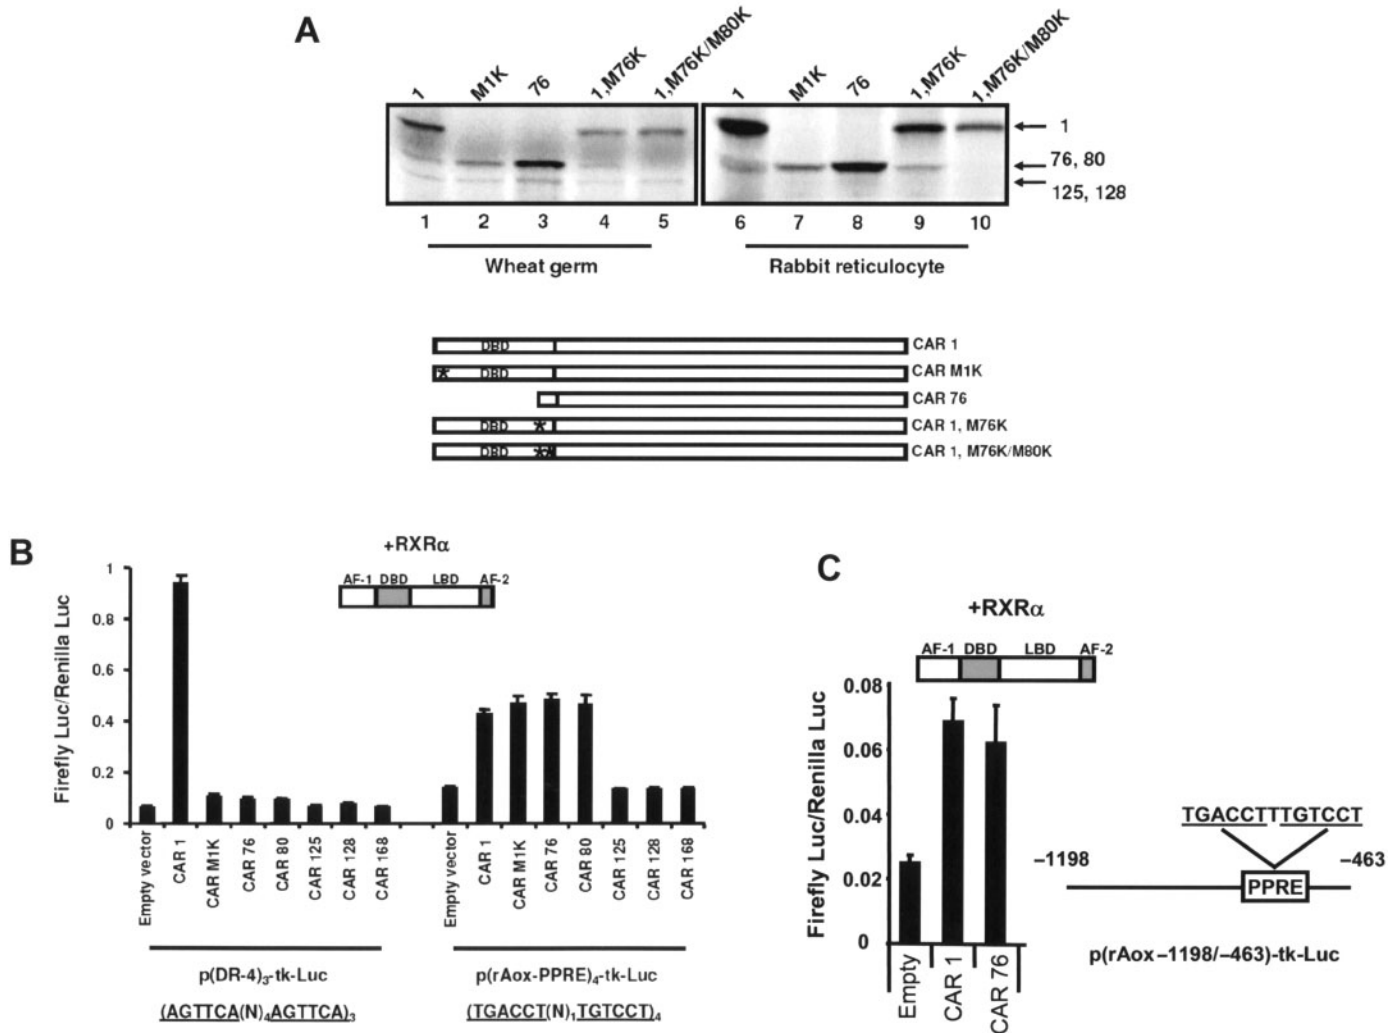 A
1 M1K 76 1,M76K 1,M76K/M80K 1 M1K 76 1,M76K 1,M76K/M80K
1
76, 80
125, 128
1 2 3 4 5 6 7 8 9 10
Wheat germ Rabbit reticulocyte
DBD CAR 1
* DBD CAR M1K
CAR 76
DBD * CAR 1, M76K
DBD ** CAR 1, M76K/M80K
B
+RXRα
AF-1 DBD LBD AF-2
Firefly Luc/Renilla Luc
1
0.8
0.6
0.4
0.2
0
Empty vector CAR 1 CAR M1K CAR 76 CAR 80 CAR 125 CAR 128 CAR 168 Empty vector CAR 1 CAR M1K CAR 76 CAR 80 CAR 125 CAR 128 CAR 168
p(DR-4)₃-tk-Luc p(rAox-PPRE)₄-tk-Luc
(AGTTCA(N)₄AGTTCA)₃ (TGACCT(N)₁TGTCCT)₄
C
+RXRα
AF-1 DBD LBD AF-2
Firefly Luc/Renilla Luc
0.08
0.06
0.04
0.02
0
Empty CAR 1 CAR 76
TGACCTTTGTCCT
−1198 −463
PPRE
p(rAox −1198/−463)-tk-Luc